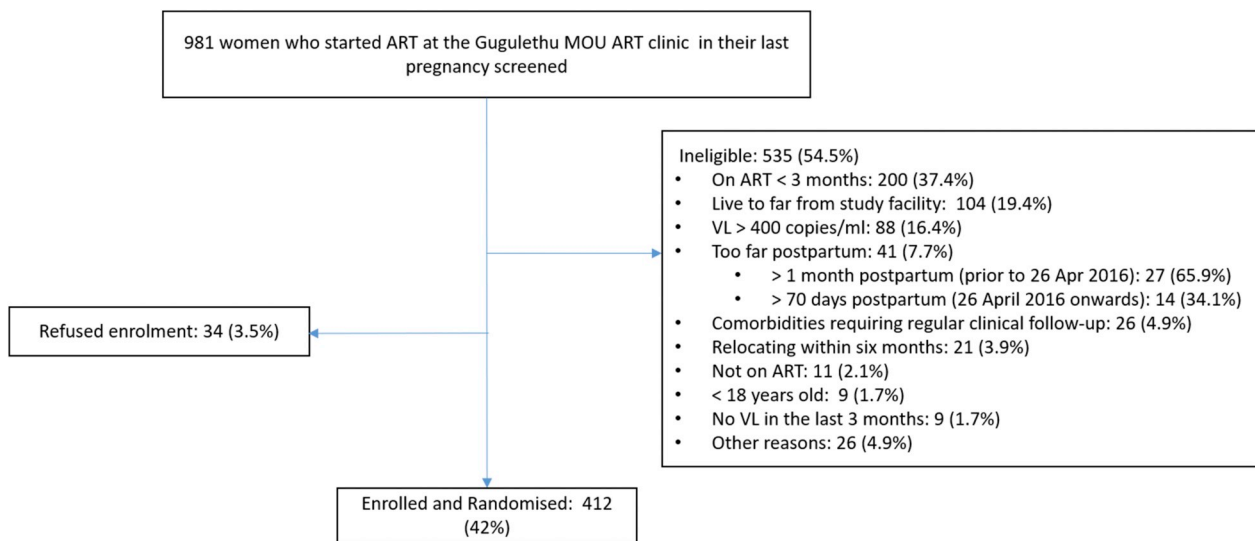 981 women who started ART at the Gugulethu MOU ART clinic in their last
pregnancy screened
Ineligible: 535 (54.5%)
• On ART < 3 months: 200 (37.4%)
• Live to far from study facility: 104 (19.4%)
• VL > 400 copies/ml: 88 (16.4%)
• Too far postpartum: 41 (7.7%)
• > 1 month postpartum (prior to 26 Apr 2016): 27 (65.9%)
• > 70 days postpartum (26 April 2016 onwards): 14 (34.1%)
• Comorbidities requiring regular clinical follow-up: 26 (4.9%)
• Relocating within six months: 21 (3.9%)
• Not on ART: 11 (2.1%)
• < 18 years old: 9 (1.7%)
• No VL in the last 3 months: 9 (1.7%)
• Other reasons: 26 (4.9%)
Refused enrolment: 34 (3.5%)
Enrolled and Randomised: 412
(42%)